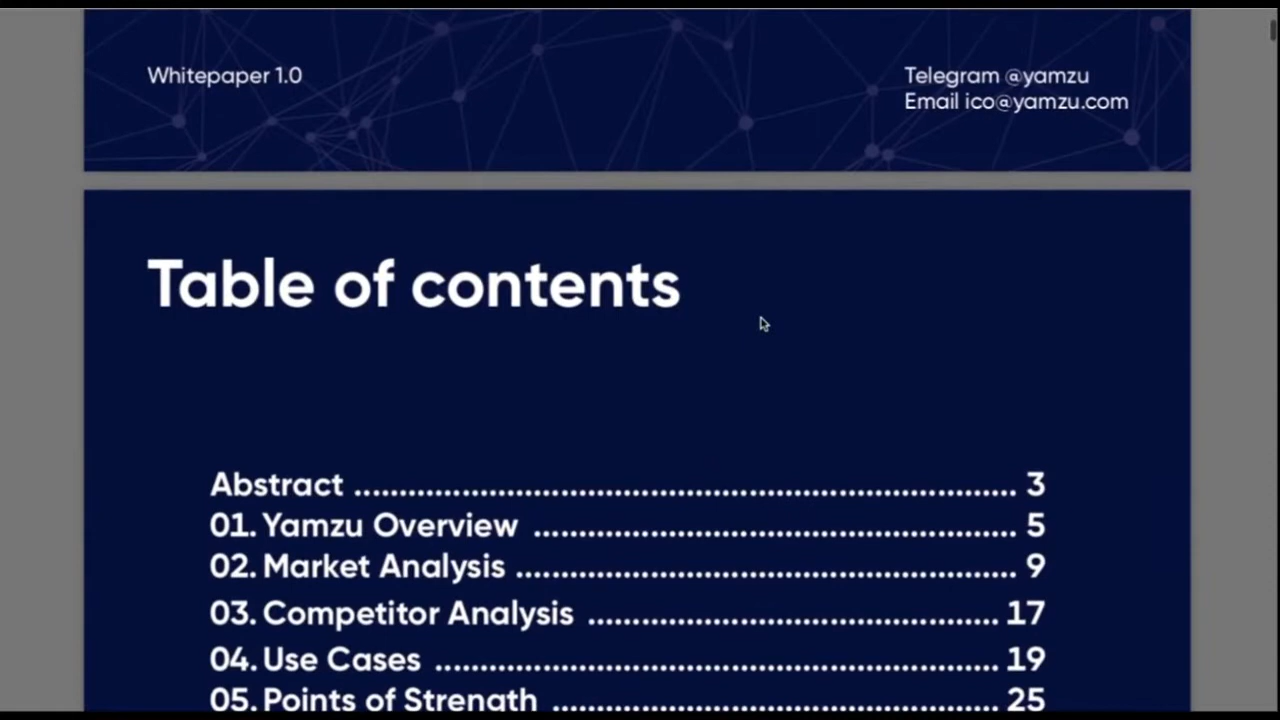 Whitepaper 1.0
Telegram @yamzu
Email ico@yamzu.com
Table of contents
Abstract .......................................................................... 3
01. Yamzu Overview ...................................................... 5
02. Market Analysis ........................................................ 9
03. Competitor Analysis .............................................. 17
04. Use Cases ............................................................... 19
05. Points of Strength .................................................. 25